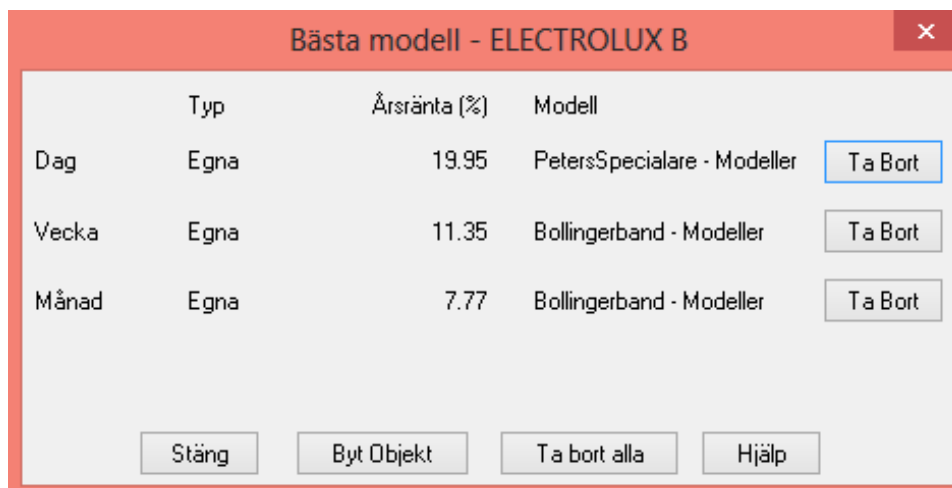 Bästa modell - ELECTROLUX B
Typ Årsränta (%) Modell
Dag Egna 19.95 PetersSpecialare - Modeller Ta Bort
Vecka Egna 11.35 Bollingerband - Modeller Ta Bort
Månad Egna 7.77 Bollingerband - Modeller Ta Bort
Stäng Byt Objekt Ta bort alla Hjälp